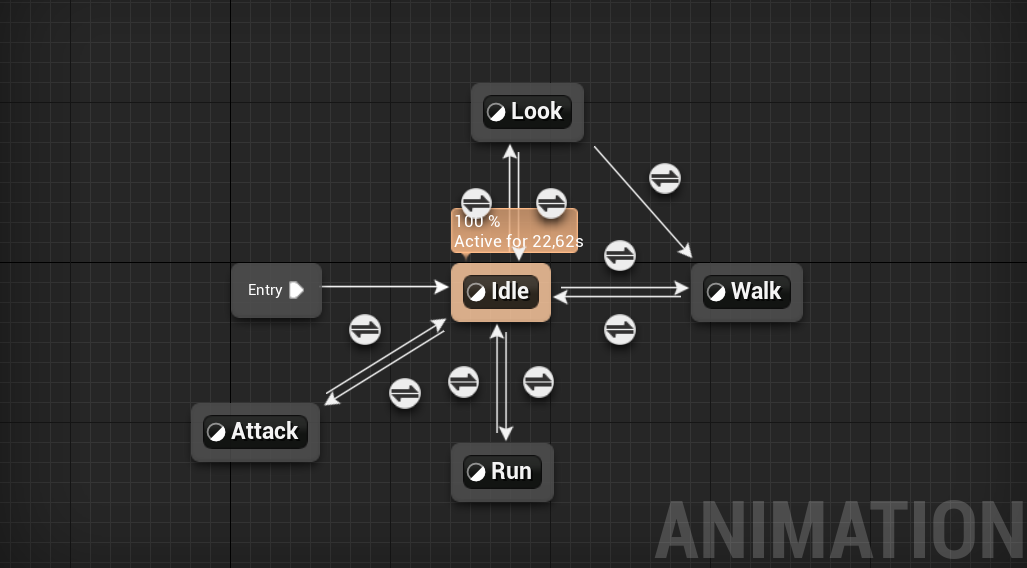 Look
100 %
Active for 22,62s
Entry
Idle
Walk
Attack
Run
ANIMATION